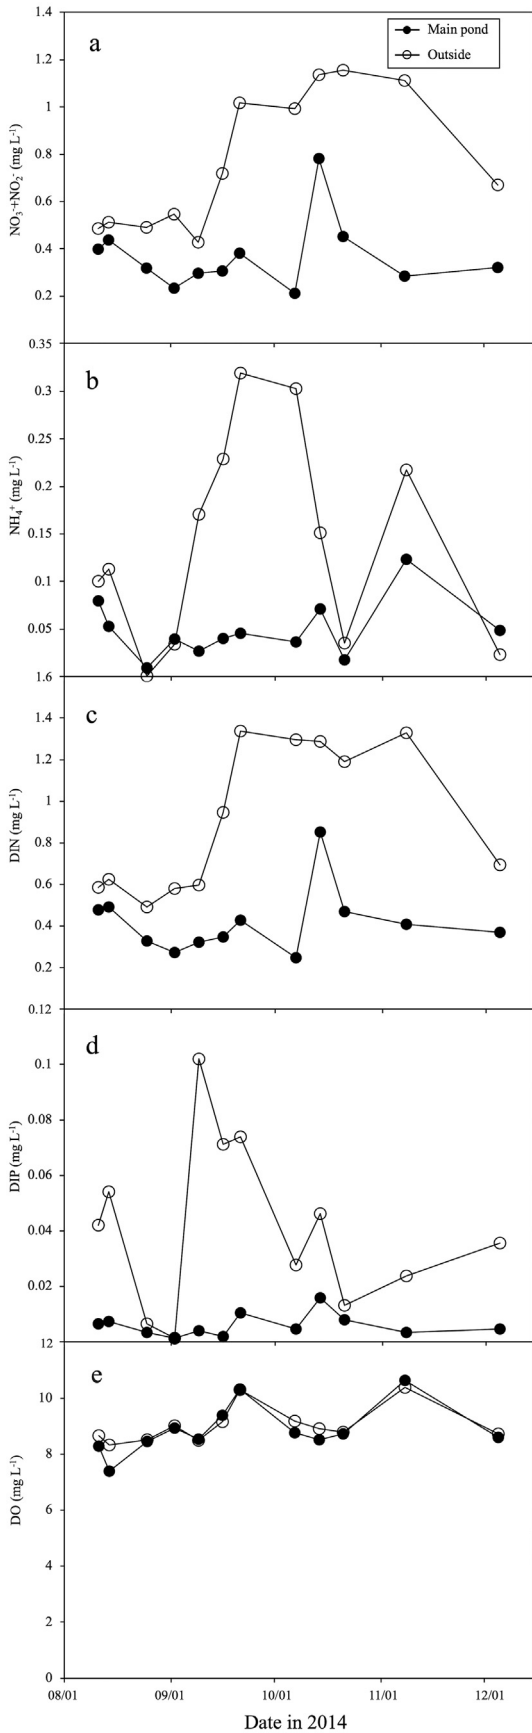 1.4
a
Main pond
Outside
1.2
1
0.8
0.6
0.4
0.2
NO₃⁻+NO₂⁻ (mg L⁻¹)
0.35
b
0.3
0.25
0.2
0.15
0.1
0.05
NH₄⁺ (mg L⁻¹)
1.6
c
1.4
1.2
1
0.8
0.6
0.4
0.2
DIN (mg L⁻¹)
0.12
d
0.1
0.08
0.06
0.04
0.02
DIP (mg L⁻¹)
12
e
10
8
6
4
2
0
DO (mg L⁻¹)
08/01 09/01 10/01 11/01 12/01
Date in 2014